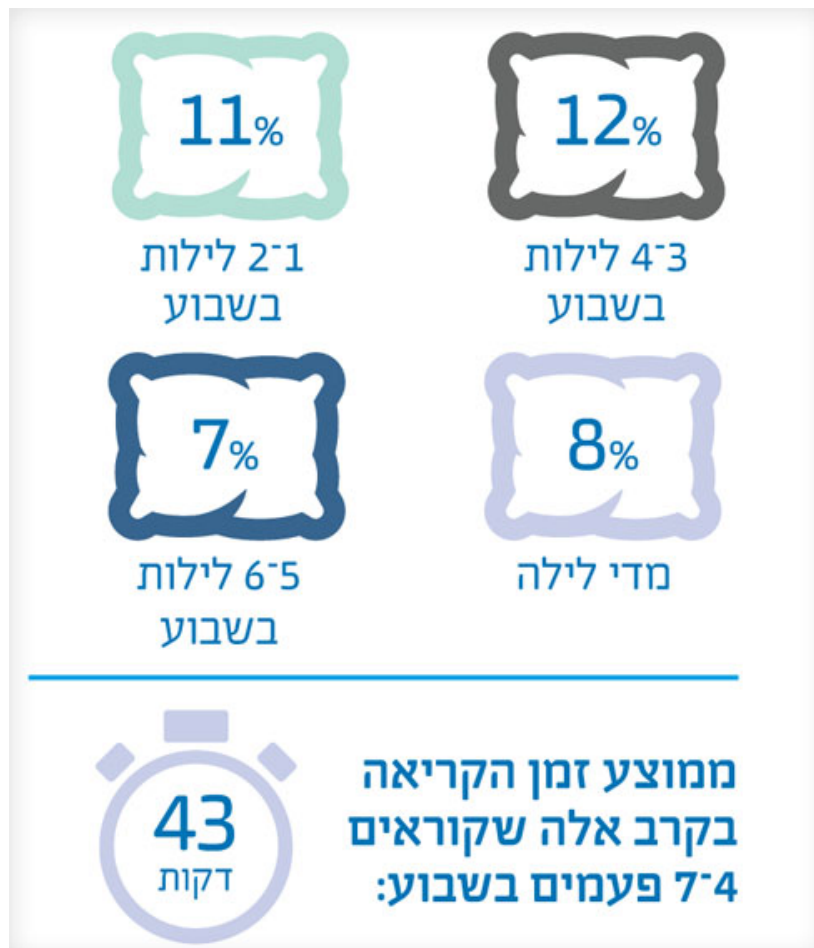 12%
3־4 לילות
בשבוע
11%
1־2 לילות
בשבוע
8%
מדי לילה
7%
5־6 לילות
בשבוע
ממוצע זמן הקריאה
בקרב אלה שקוראים
4־7 פעמים בשבוע:
43
דקות